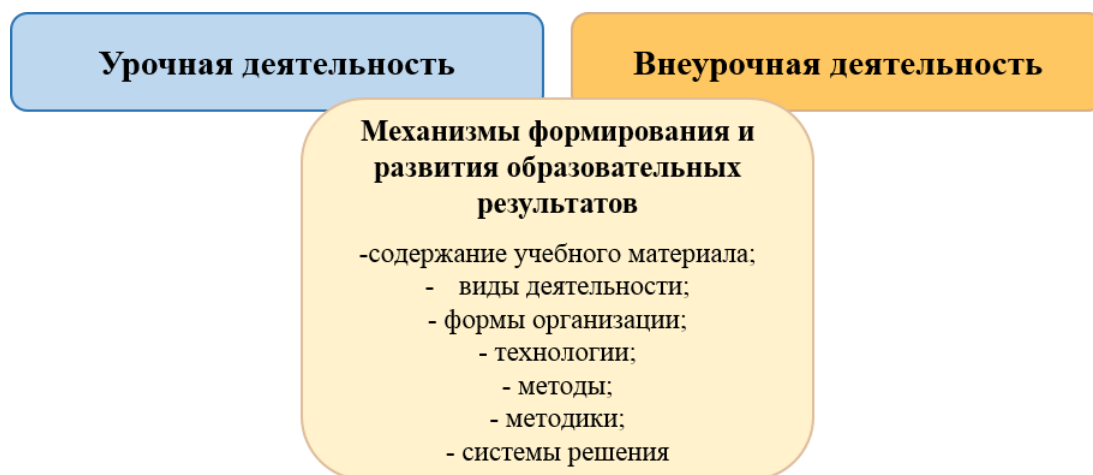 Урочная деятельность
Внеурочная деятельность
Механизмы формирования и
развития образовательных
результатов
-содержание учебного материала;
- виды деятельности;
- формы организации;
- технологии;
- методы;
- методики;
- системы решения